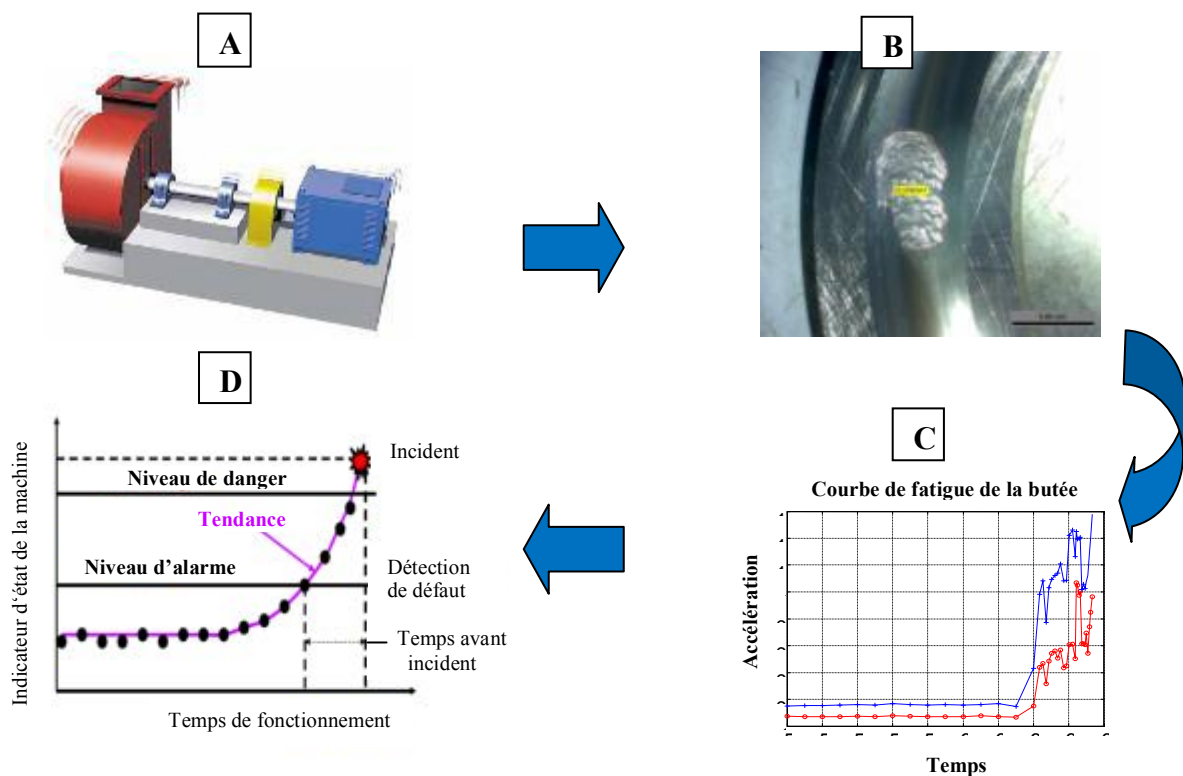 A
B
D
C
Courbe de fatigue de la butée
Accélération
Temps
Indicateur d'état de la machine
Incident
Niveau de danger
Tendance
Niveau d'alarme
Détection
de défaut
Temps avant
incident
Temps de fonctionnement